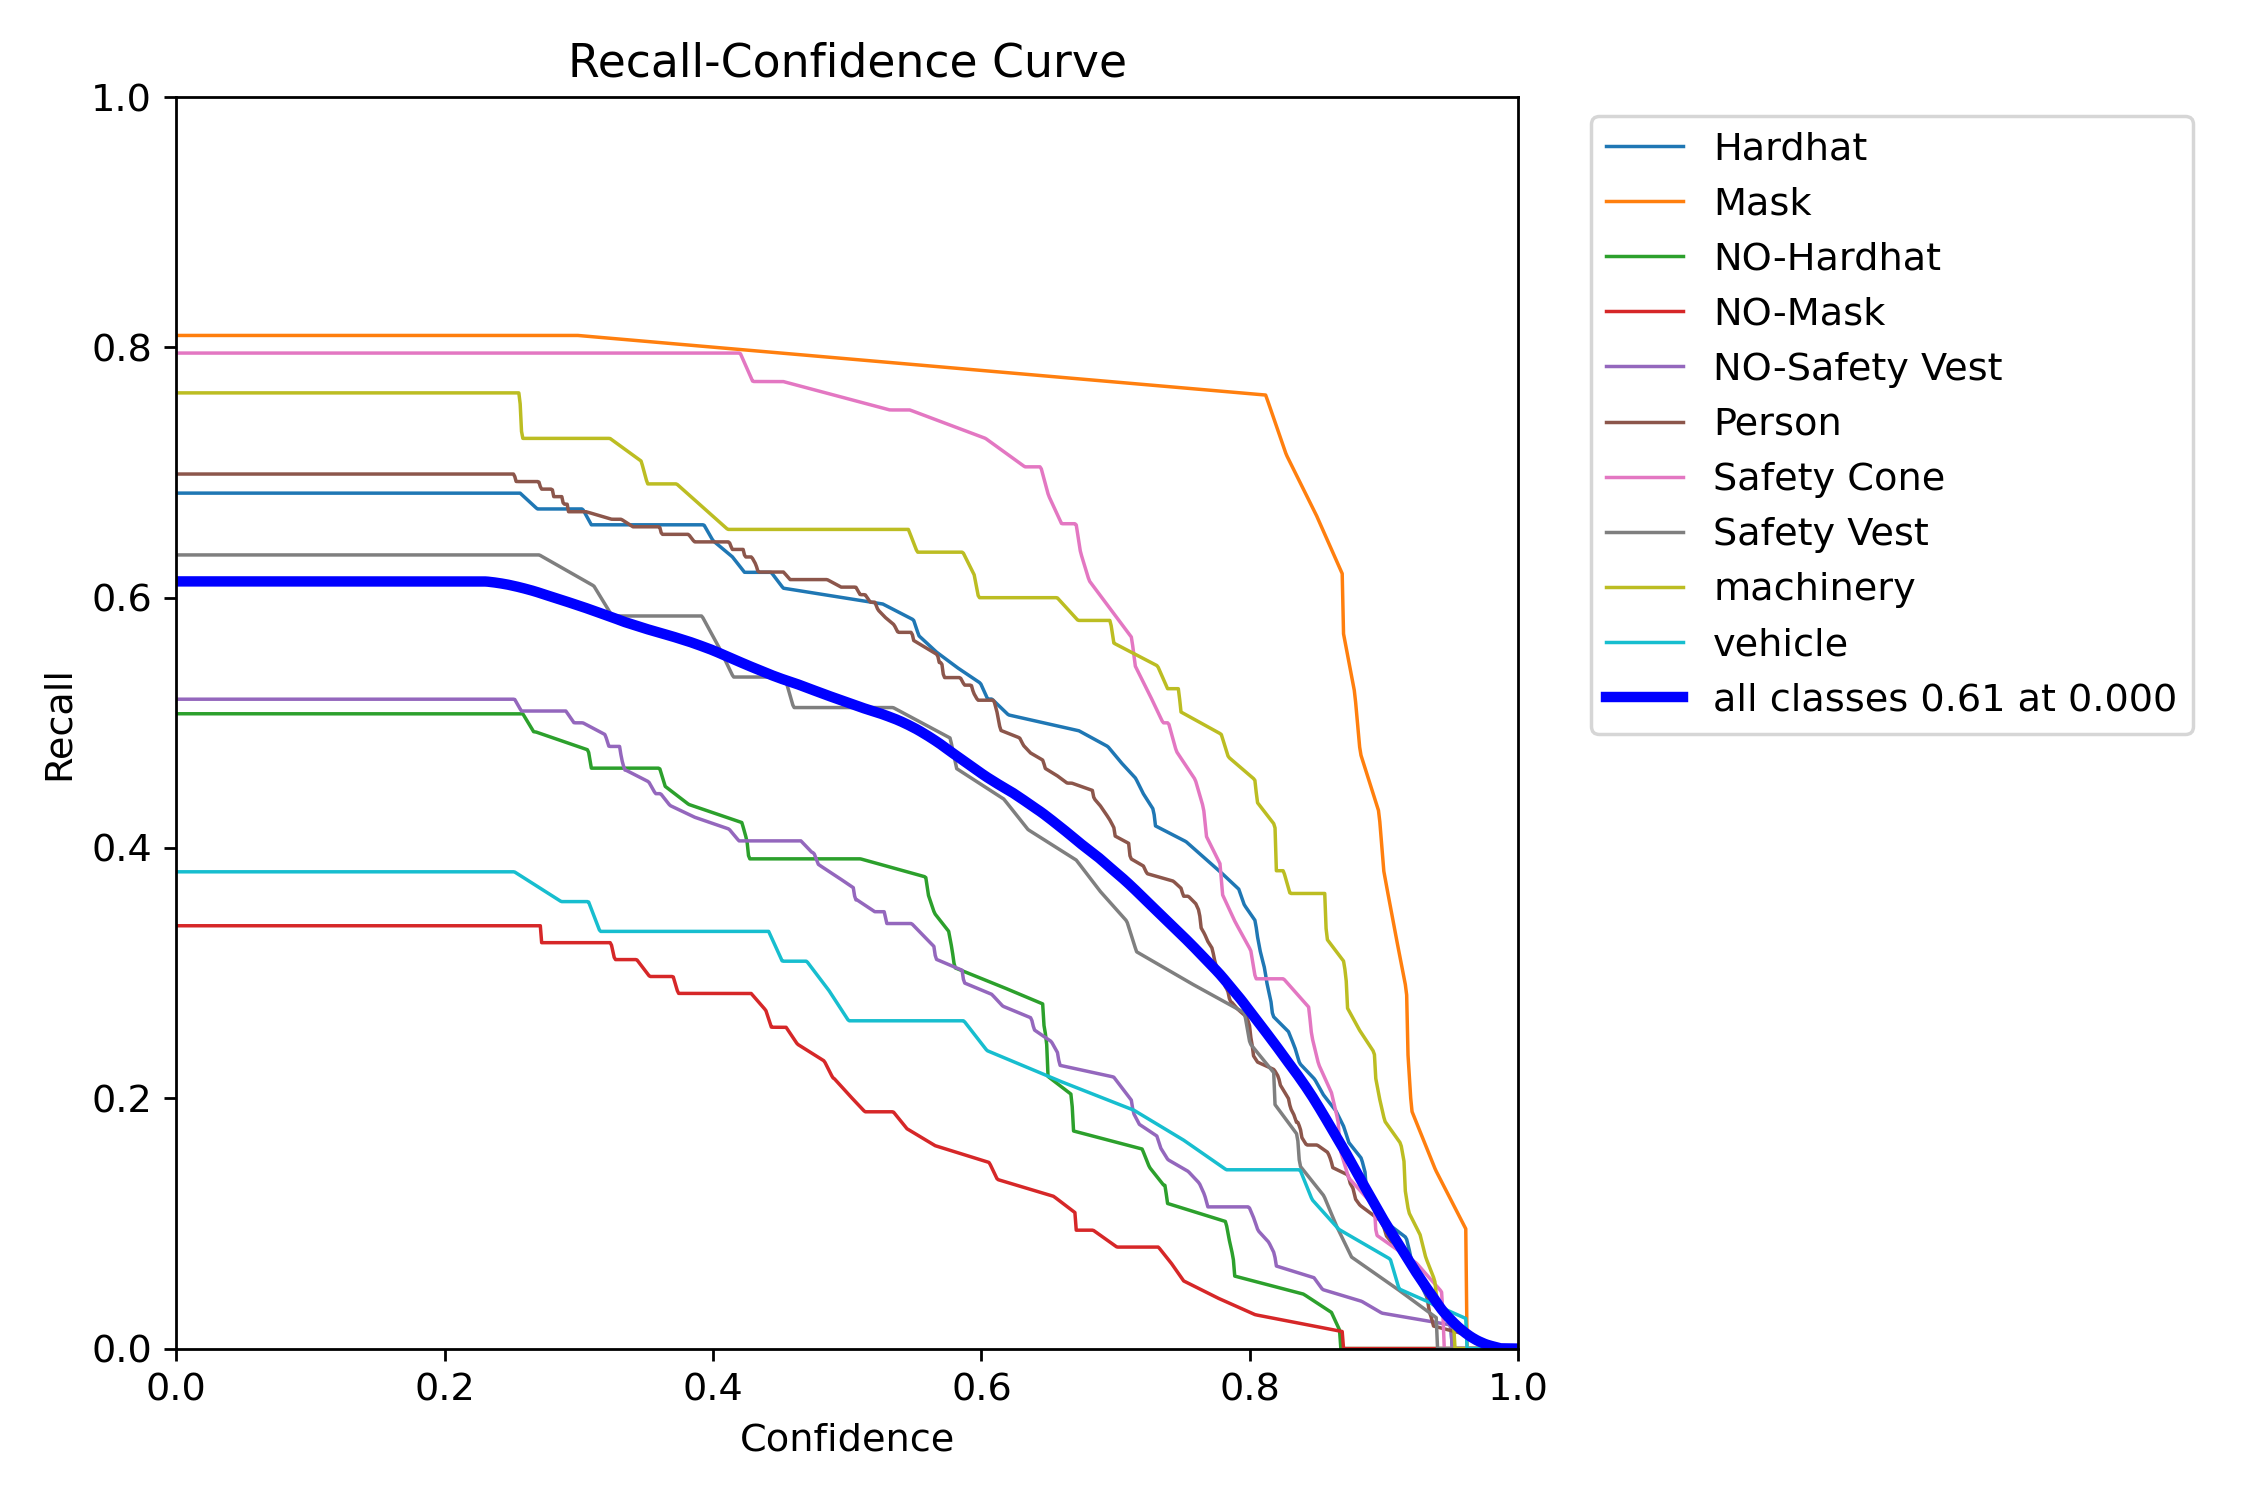 Recall-Confidence Curve
1.0
0.8
0.6
0.4
0.2
0.0
Recall
0.0 0.2 0.4 0.6 0.8 1.0
Confidence
Hardhat
Mask
NO-Hardhat
NO-Mask
NO-Safety Vest
Person
Safety Cone
Safety Vest
machinery
vehicle
all classes 0.61 at 0.000